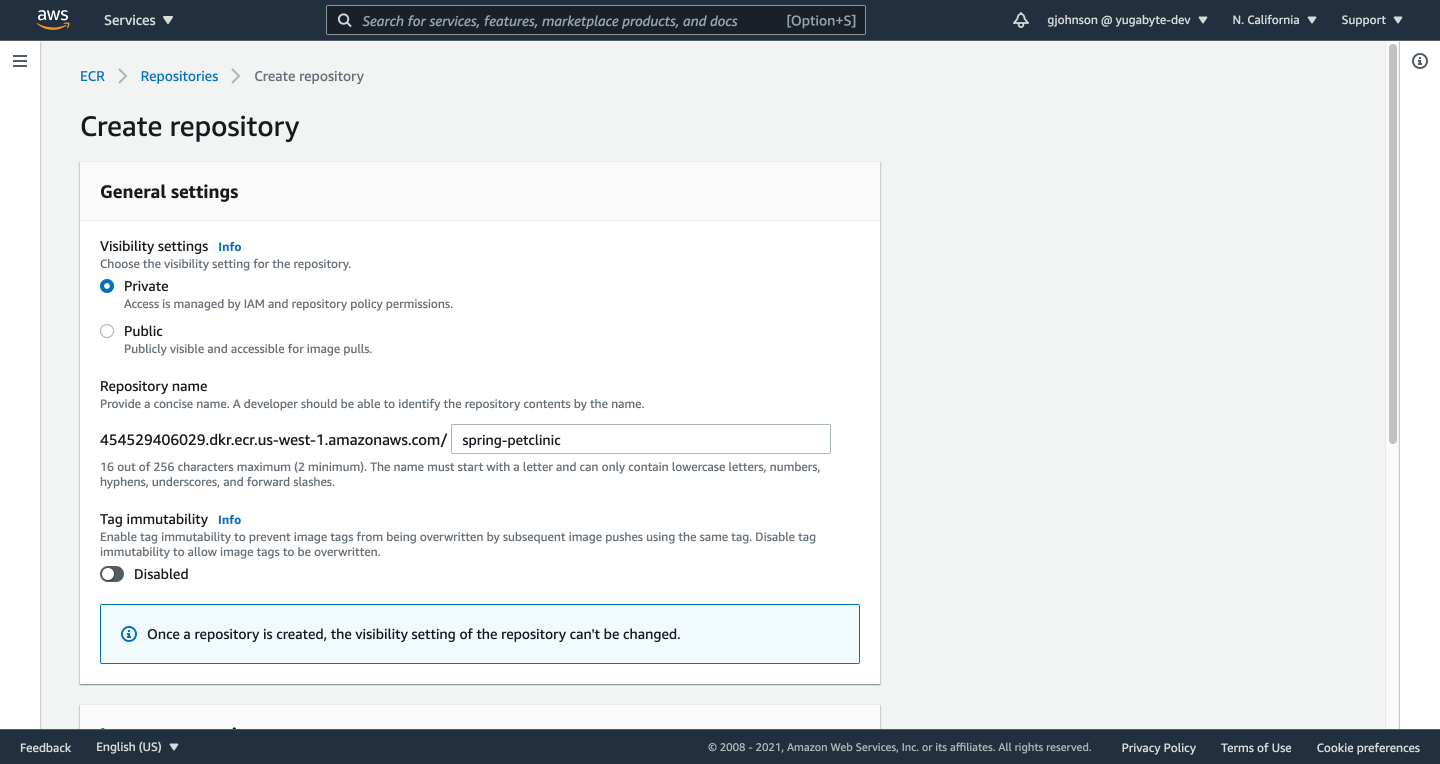 aws
Services
Search for services, features, marketplace products, and docs [Option+S]
gjohnson @ yugabyte-dev
N. California
Support
ECR
Repositories
Create repository
Create repository
General settings
Visibility settings Info
Choose the visibility setting for the repository.
Private
Access is managed by IAM and repository policy permissions.
Public
Publicly visible and accessible for image pulls.
Repository name
Provide a concise name. A developer should be able to identify the repository contents by the name.
454529406029.dkr.ecr.us-west-1.amazonaws.com/ spring-petclinic
16 out of 256 characters maximum (2 minimum). The name must start with a letter and can only contain lowercase letters, numbers,
hyphens, underscores, and forward slashes.
Tag immutability Info
Enable tag immutability to prevent image tags from being overwritten by subsequent image pushes using the same tag. Disable tag
immutability to allow image tags to be overwritten.
Disabled
Once a repository is created, the visibility setting of the repository can't be changed.
Feedback
English (US)
© 2008 - 2021, Amazon Web Services, Inc. or its affiliates. All rights reserved.
Privacy Policy
Terms of Use
Cookie preferences